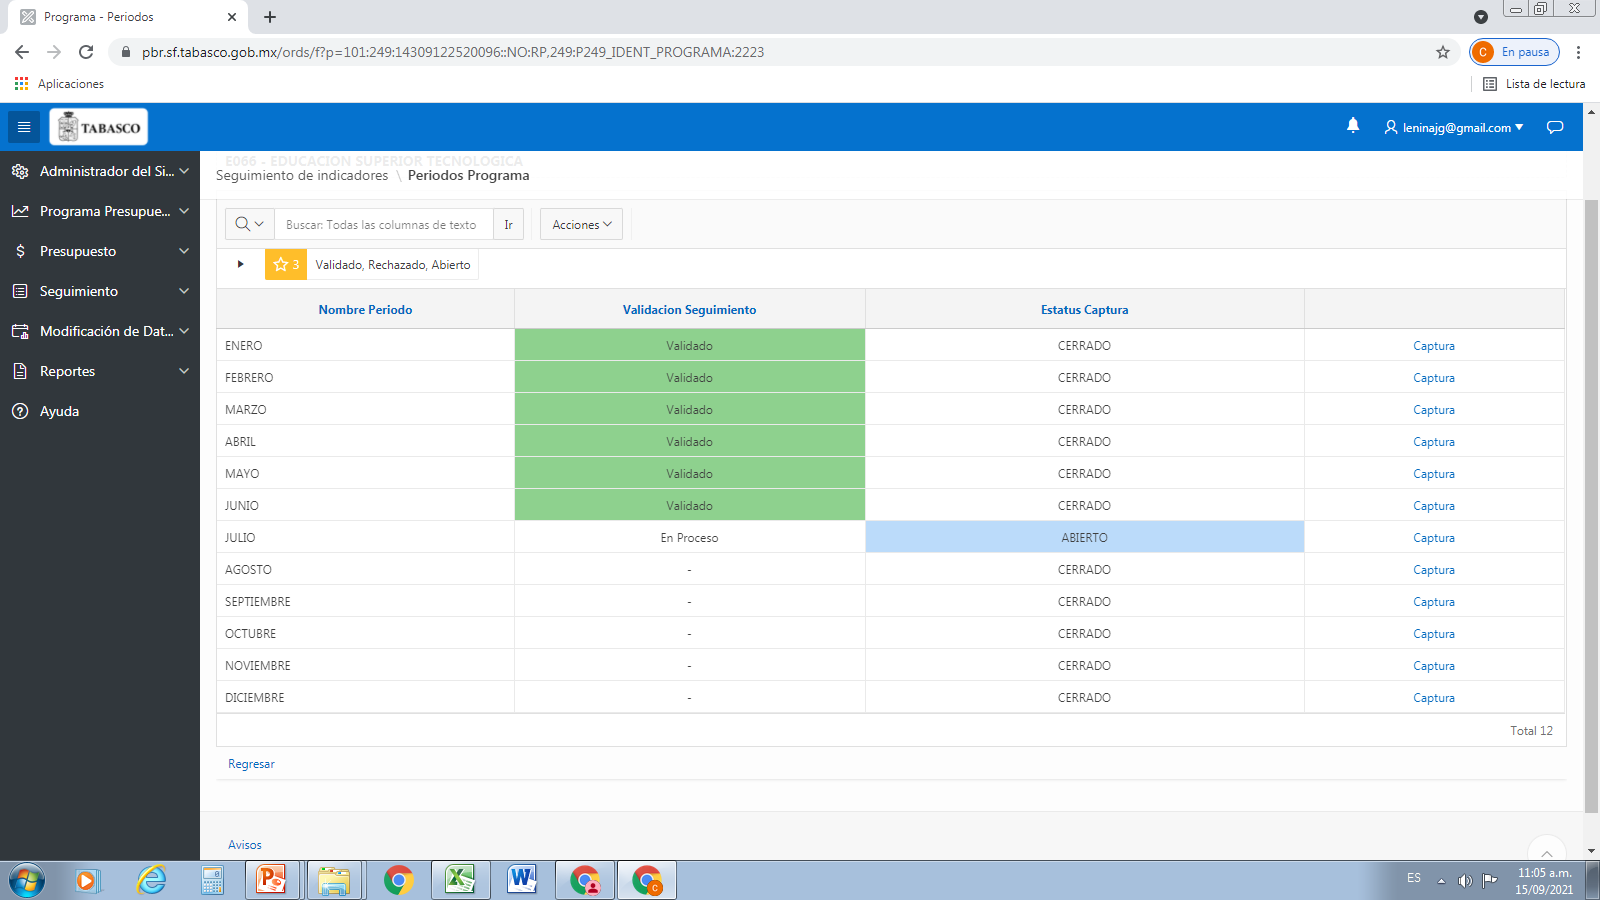 Programa - Periodos
pbr.sf.tabasco.gob.mx/ords/f?p=101:249:14309122520096::NO:RP,249:P249_IDENT_PROGRAMA:2223
C En pausa
Aplicaciones
Lista de lectura
TABASCO
leninajg@gmail.com
Administrador del Si...
Programa Presupue...
Presupuesto
Seguimiento
Modificación de Dat...
Reportes
Ayuda
E066 - EDUCACION SUPERIOR TECNOLOGICA
Seguimiento de indicadores \ Periodos Programa
Buscar: Todas las columnas de texto Ir Acciones
3 Validado, Rechazado, Abierto
Nombre Periodo Validacion Seguimiento Estatus Captura
ENERO Validado CERRADO Captura
FEBRERO Validado CERRADO Captura
MARZO Validado CERRADO Captura
ABRIL Validado CERRADO Captura
MAYO Validado CERRADO Captura
JUNIO Validado CERRADO Captura
JULIO En Proceso ABIERTO Captura
AGOSTO - CERRADO Captura
SEPTIEMBRE - CERRADO Captura
OCTUBRE - CERRADO Captura
NOVIEMBRE - CERRADO Captura
DICIEMBRE - CERRADO Captura
Total 12
Regresar
Avisos
ES
11:05 a.m.
15/09/2021